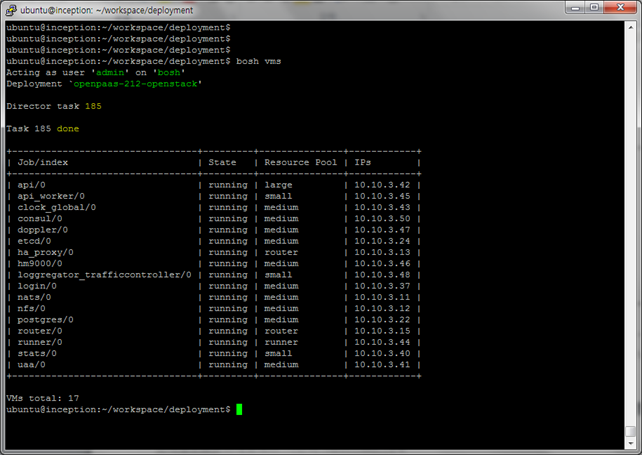 ubuntu@inception: ~/workspace/deployment
ubuntu@inception:~/workspace/deployment$
ubuntu@inception:~/workspace/deployment$
ubuntu@inception:~/workspace/deployment$
ubuntu@inception:~/workspace/deployment$ bosh vms
Acting as user 'admin' on 'bosh'
Deployment 'openpaas-212-openstack'
Director task 185
Task 185 done
+-----------------------------+---------+---------------+------------+
| Job/index | State | Resource Pool | IPs |
+-----------------------------+---------+---------------+------------+
| api/0 | running | large | 10.10.3.42 |
| api_worker/0 | running | small | 10.10.3.45 |
| clock_global/0 | running | medium | 10.10.3.43 |
| consul/0 | running | medium | 10.10.3.50 |
| doppler/0 | running | medium | 10.10.3.47 |
| etcd/0 | running | medium | 10.10.3.24 |
| ha_proxy/0 | running | router | 10.10.3.13 |
| hm9000/0 | running | medium | 10.10.3.46 |
| loggregator_trafficcontroller/0 | running | small | 10.10.3.48 |
| login/0 | running | medium | 10.10.3.37 |
| nats/0 | running | medium | 10.10.3.11 |
| nfs/0 | running | medium | 10.10.3.12 |
| postgres/0 | running | medium | 10.10.3.22 |
| router/0 | running | router | 10.10.3.15 |
| runner/0 | running | runner | 10.10.3.44 |
| stats/0 | running | small | 10.10.3.40 |
| uaa/0 | running | medium | 10.10.3.41 |
+-----------------------------+---------+---------------+------------+
VMs total: 17
ubuntu@inception:~/workspace/deployment$